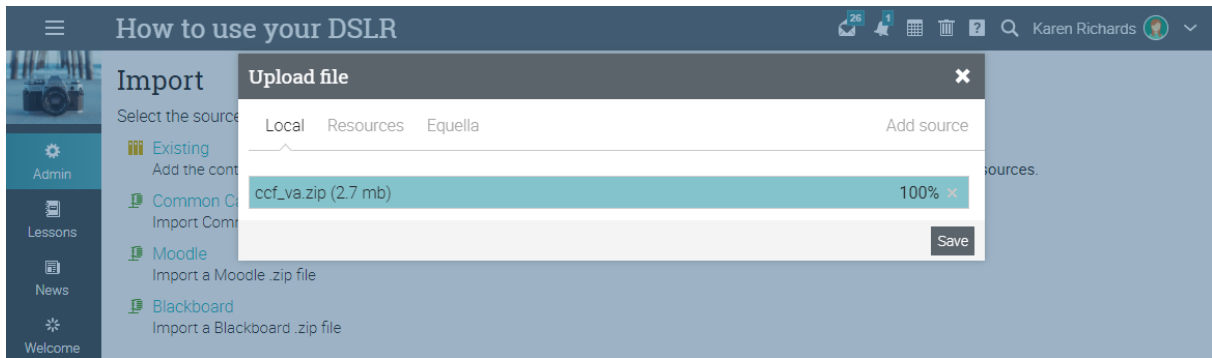 How to use your DSLR
26
1
?
Karen Richards
Import
Select the source
Upload file
Local Resources Equella Add source
ccf_va.zip (2.7 mb) 100%
Save
Existing
Add the cont
sources.
Common Ca
Import Comm
Moodle
Import a Moodle .zip file
Blackboard
Import a Blackboard .zip file
Admin
Lessons
News
Welcome